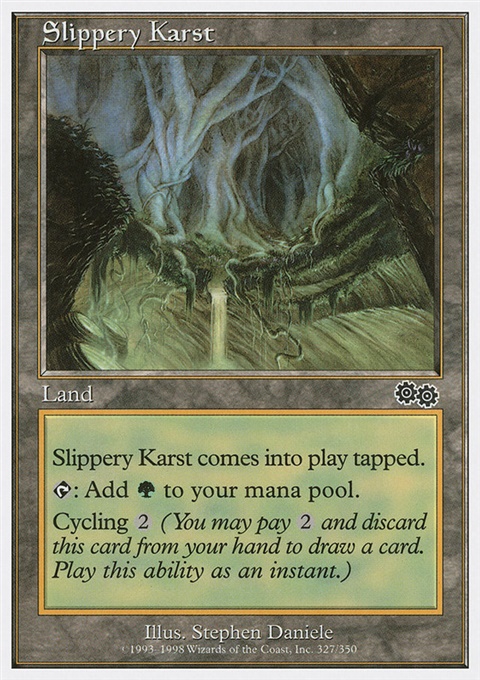 Slippery Karst
Land
Slippery Karst comes into play tapped.
: Add to your mana pool.
Cycling 2 (You may pay 2 and discard
this card from your hand to draw a card.
Play this ability as an instant.)
Illus. Stephen Daniele
©1993-1998 Wizards of the Coast, Inc. 327/350